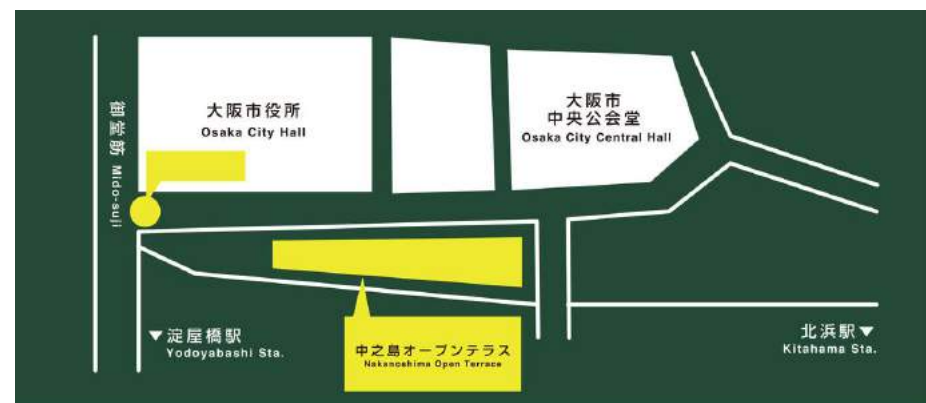 大阪市役所
Osaka City Hall
大阪市
中央公会堂
Osaka City Central Hall
御堂筋 Mido-suji
▼淀屋橋駅
Yodoyabashi Sta.
中之島オープンテラス
Nakanoshima Open Terrace
北浜駅▼
Kitahama Sta.